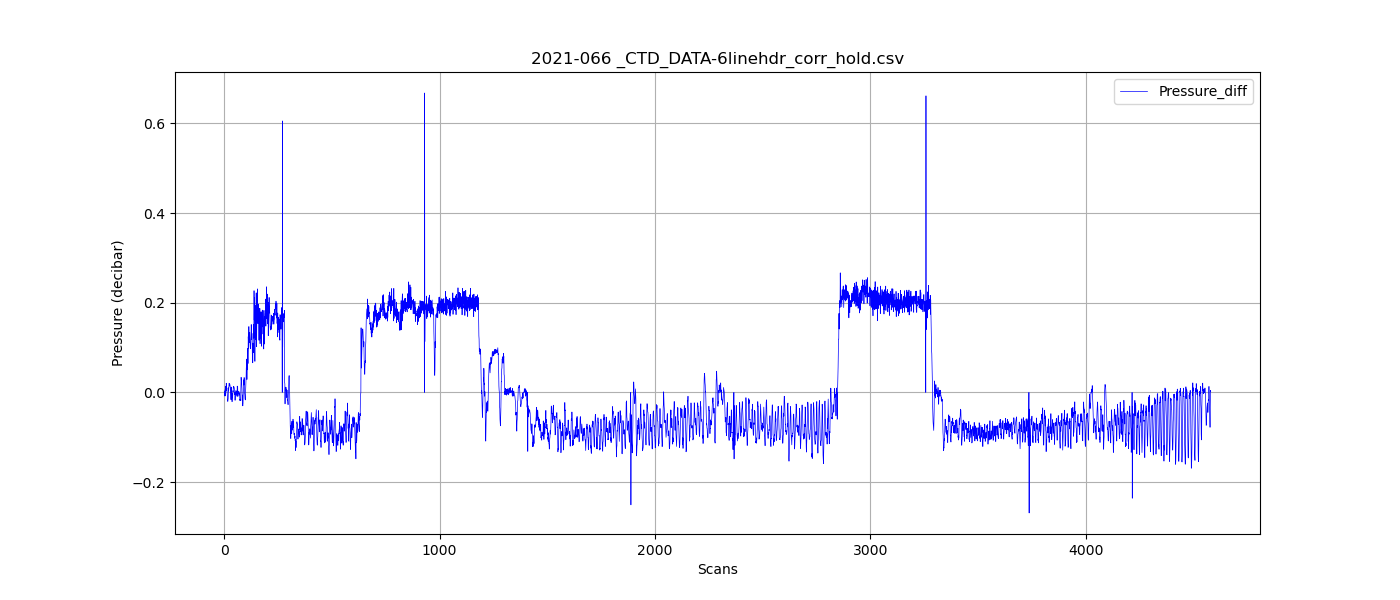 2021-066 _CTD_DATA-6linehdr_corr_hold.csv
Pressure_diff
0.6
0.4
0.2
0.0
−0.2
Pressure (decibar)
0
1000
2000
3000
4000
Scans